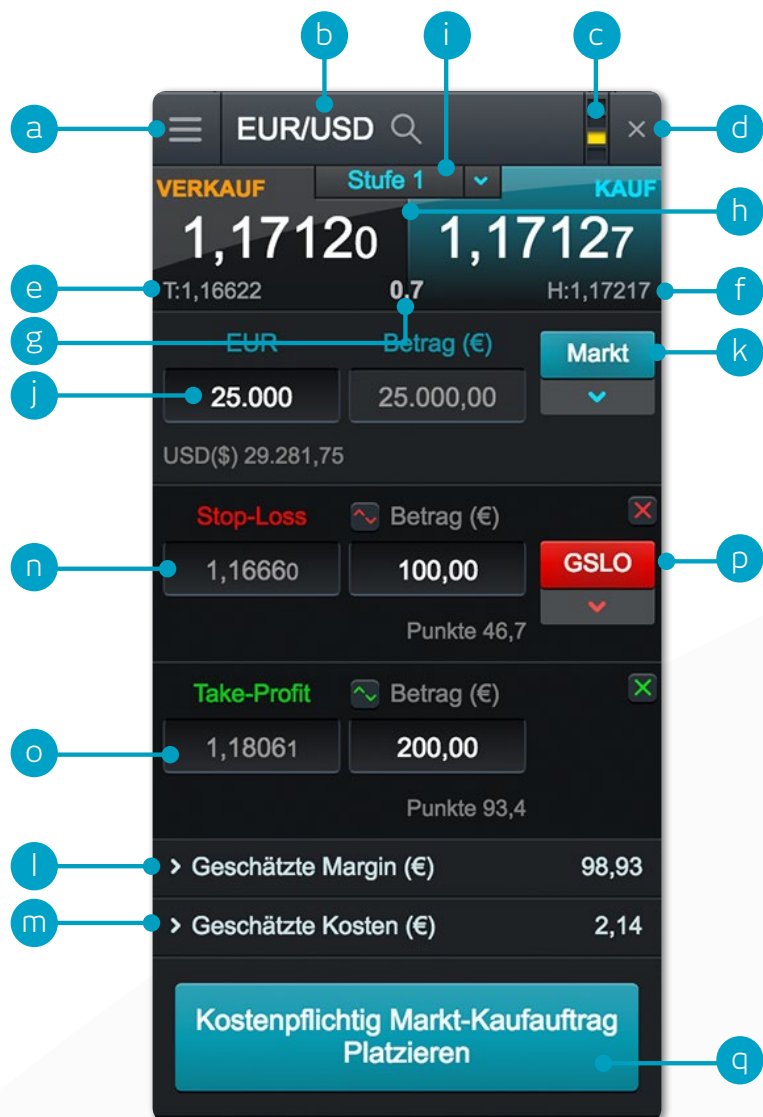 b i c
a EUR/USD d
Stufe 1
VERKAUF KAUF
h
1,17120 1,17127
e T:1,16622 0.7 H:1,17217 f
g EUR Betrag (€) Markt k
j 25.000 25.000,00
USD($) 29.281,75
Stop-Loss Betrag (€)
n 1,16660 100,00 GSLO p
Punkte 46,7
Take-Profit Betrag (€)
o 1,18061 200,00
Punkte 93,4
l Geschätzte Margin (€) 98,93
m Geschätzte Kosten (€) 2,14
Kostenpflichtig Markt-Kaufauftrag
Platzieren
q